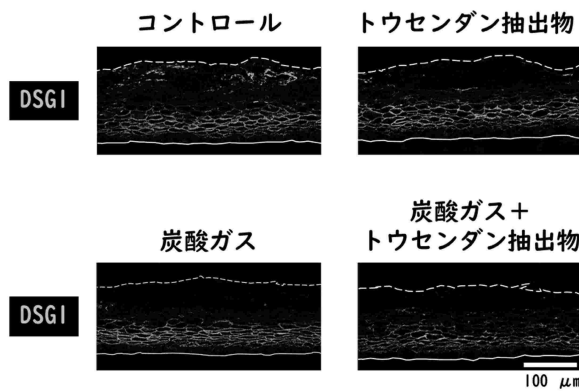 コントロール
トウセンダン抽出物
DSG1
炭酸ガス
炭酸ガス＋
トウセンダン抽出物
DSG1
100 μm